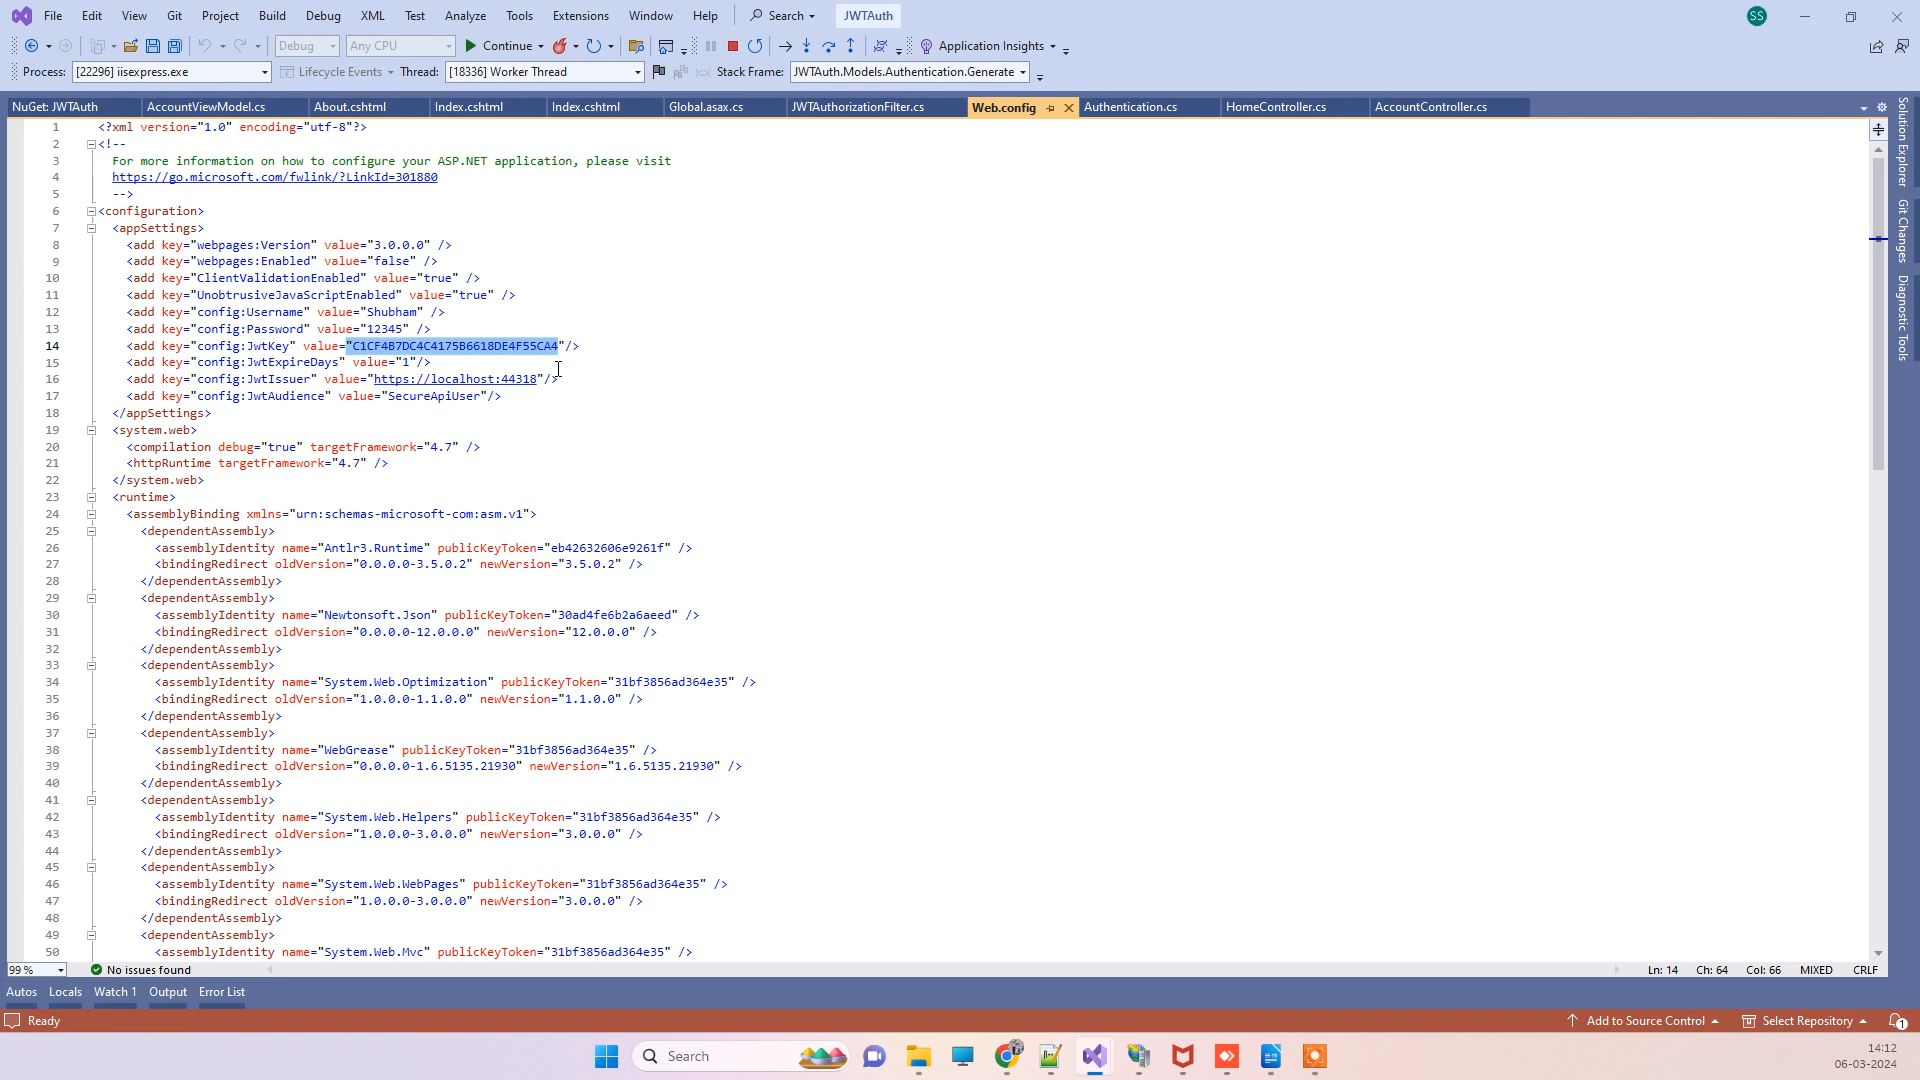 File Edit View Git Project Build Debug XML Test Analyze Tools Extensions Window Help Search JWTAuth SS
Debug Any CPU Continue Application Insights
Process: [22296] iisexpress.exe Lifecycle Events Thread: [18336] Worker Thread Stack Frame: JWTAuth.Models.Authentication.Generate
NuGet: JWTAuth AccountViewModel.cs About.cshtml Index.cshtml Index.cshtml Global.asax.cs JWTAuthorizationFilter.cs Web.config Authentication.cs HomeController.cs AccountController.cs
1 <?xml version="1.0" encoding="utf-8"?>
2 <!--
3 For more information on how to configure your ASP.NET application, please visit
4 https://go.microsoft.com/fwlink/?LinkId=301880
5 -->
6 <configuration>
7 <appSettings>
8 <add key="webpages:Version" value="3.0.0.0" />
9 <add key="webpages:Enabled" value="false" />
10 <add key="ClientValidationEnabled" value="true" />
11 <add key="UnobtrusiveJavaScriptEnabled" value="true" />
12 <add key="config:Username" value="Shubham" />
13 <add key="config:Password" value="12345" />
14 <add key="config:JwtKey" value="C1CF4B7DC4C4175B6618DE4F55CA4"/>
15 <add key="config:JwtExpireDays" value="1"/>
16 <add key="config:JwtIssuer" value="https://localhost:44318"/>
17 <add key="config:JwtAudience" value="SecureApiUser"/>
18 </appSettings>
19 <system.web>
20 <compilation debug="true" targetFramework="4.7" />
21 <httpRuntime targetFramework="4.7" />
22 </system.web>
23 <runtime>
24 <assemblyBinding xmlns="urn:schemas-microsoft-com:asm.v1">
25 <dependentAssembly>
26 <assemblyIdentity name="Antlr3.Runtime" publicKeyToken="eb42632606e9261f" />
27 <bindingRedirect oldVersion="0.0.0.0-3.5.0.2" newVersion="3.5.0.2" />
28 </dependentAssembly>
29 <dependentAssembly>
30 <assemblyIdentity name="Newtonsoft.Json" publicKeyToken="30ad4fe6b2a6aeed" />
31 <bindingRedirect oldVersion="0.0.0.0-12.0.0.0" newVersion="12.0.0.0" />
32 </dependentAssembly>
33 <dependentAssembly>
34 <assemblyIdentity name="System.Web.Optimization" publicKeyToken="31bf3856ad364e35" />
35 <bindingRedirect oldVersion="1.0.0.0-1.1.0.0" newVersion="1.1.0.0" />
36 </dependentAssembly>
37 <dependentAssembly>
38 <assemblyIdentity name="WebGrease" publicKeyToken="31bf3856ad364e35" />
39 <bindingRedirect oldVersion="0.0.0.0-1.6.5135.21930" newVersion="1.6.5135.21930" />
40 </dependentAssembly>
41 <dependentAssembly>
42 <assemblyIdentity name="System.Web.Helpers" publicKeyToken="31bf3856ad364e35" />
43 <bindingRedirect oldVersion="1.0.0.0-3.0.0.0" newVersion="3.0.0.0" />
44 </dependentAssembly>
45 <dependentAssembly>
46 <assemblyIdentity name="System.Web.WebPages" publicKeyToken="31bf3856ad364e35" />
47 <bindingRedirect oldVersion="1.0.0.0-3.0.0.0" newVersion="3.0.0.0" />
48 </dependentAssembly>
49 <dependentAssembly>
50 <assemblyIdentity name="System.Web.Mvc" publicKeyToken="31bf3856ad364e35" />
Solution Explorer
Git Changes
Diagnostic Tools
99 % No issues found Ln: 14 Ch: 64 Col: 66 MIXED CRLF
Autos Locals Watch 1 Output Error List
Ready Add to Source Control Select Repository 1
Search
14:12
06-03-2024